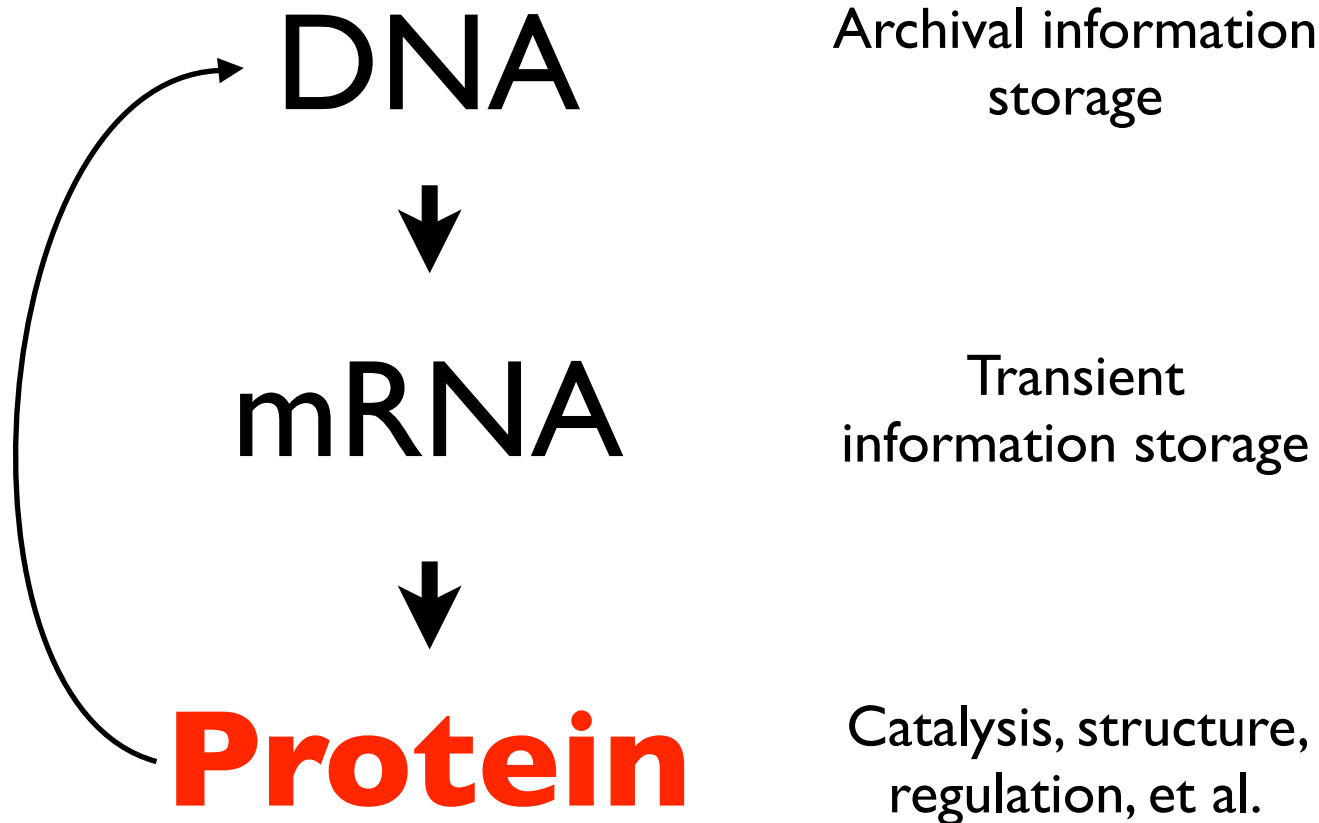 DNA
Archival information
storage
mRNA
Transient
information storage
Protein
Catalysis, structure,
regulation, et al.